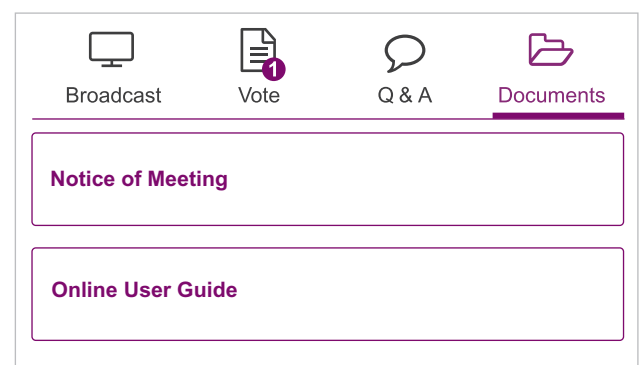 1
Broadcast Vote Q & A Documents
Notice of Meeting
Online User Guide